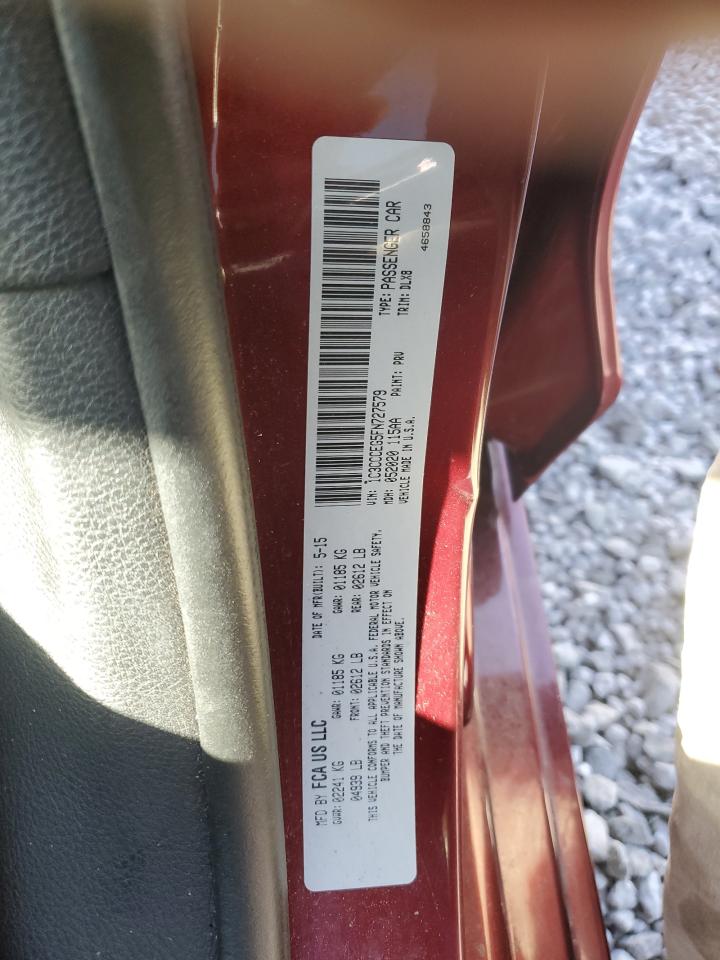 MFD BY FCA US LLC
DATE OF MFR(BUILT): 5-15
GVWR: 02241 KG
GAWR: 01185 KG
GAWR: 01185 KG
04939 LB
FRONT: 02612 LB
REAR: 02612 LB
THIS VEHICLE CONFORMS TO ALL APPLICABLE U.S.A. FEDERAL MOTOR VEHICLE SAFETY,
BUMPER AND THEFT PREVENTION STANDARDS IN EFFECT ON
THE DATE OF MANUFACTURE SHOWN ABOVE.
VIN: 1C3CCCEG5FN727579
TYPE: PASSENGER CAR
MDH: 052020 115AA
PAINT: PRV
TRIM: DLX8
VEHICLE MADE IN U.S.A.
4658843